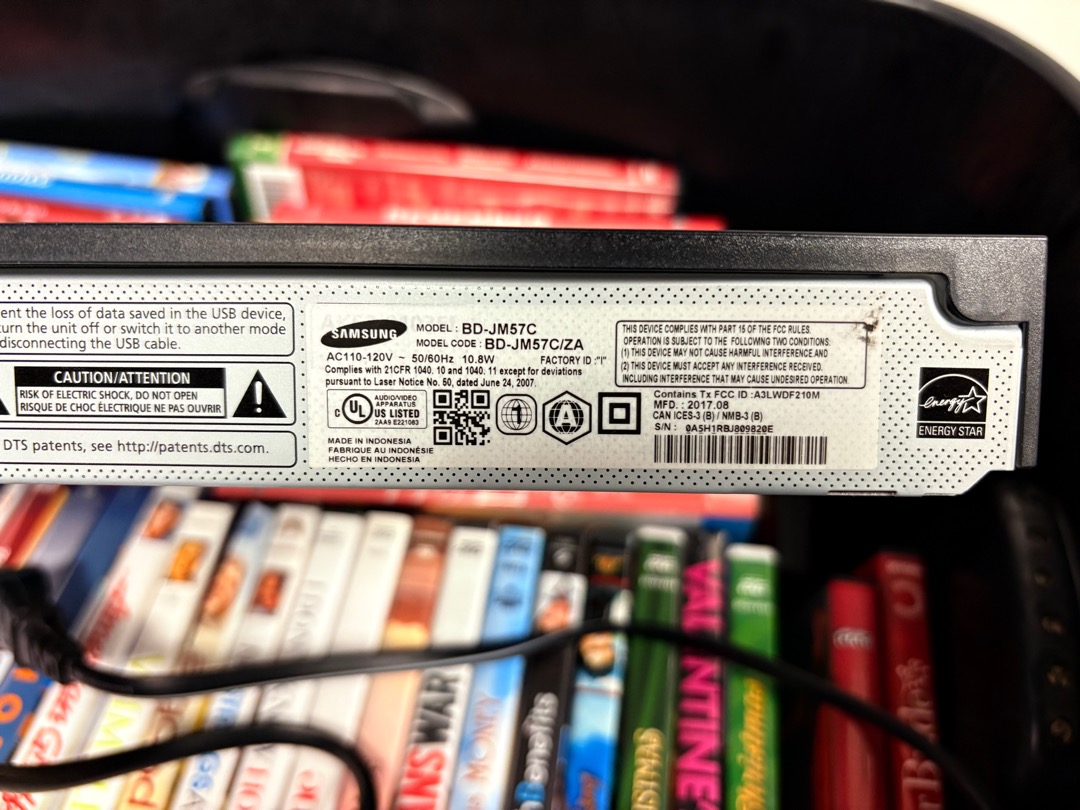 ent the loss of data saved in the USB device,
urn the unit off or switch it to another mode
disconnecting the USB cable.
CAUTION/ATTENTION
RISK OF ELECTRIC SHOCK, DO NOT OPEN
RISQUE DE CHOC ÉLECTRIQUE NE PAS OUVRIR
DTS patents, see http://patents.dts.com.
SAMSUNG
MODEL : BD-JM57C
MODEL CODE : BD-JM57C/ZA
AC110-120V ~ 50/60Hz 10.8W
FACTORY ID :"I"
Complies with 21CFR 1040. 10 and 1040. 11 except for deviations
pursuant to Laser Notice No. 50, dated June 24, 2007.
C UL US LISTED
AUDIO/VIDEO
APPARATUS
2AA9 E221083
MADE IN INDONESIA
FABRIQUE AU INDONÉSIE
HECHO EN INDONESIA
THIS DEVICE COMPLIES WITH PART 15 OF THE FCC RULES.
OPERATION IS SUBJECT TO THE FOLLOWING TWO CONDITIONS:
(1) THIS DEVICE MAY NOT CAUSE HARMFUL INTERFERENCE,AND
(2) THIS DEVICE MUST ACCEPT ANY INTERFERENCE RECEIVED.
INCLUDING INTERFERENCE THAT MAY CAUSE UNDESIRED OPERATION.
Contains Tx FCC ID :A3LWDF210M
MFD. : 2017.08
CAN ICES-3 (B) / NMB-3 (B)
S/N : 0A5H1RBJ809820E
energy
ENERGY STAR
WAR
Benefits
VALENTINE